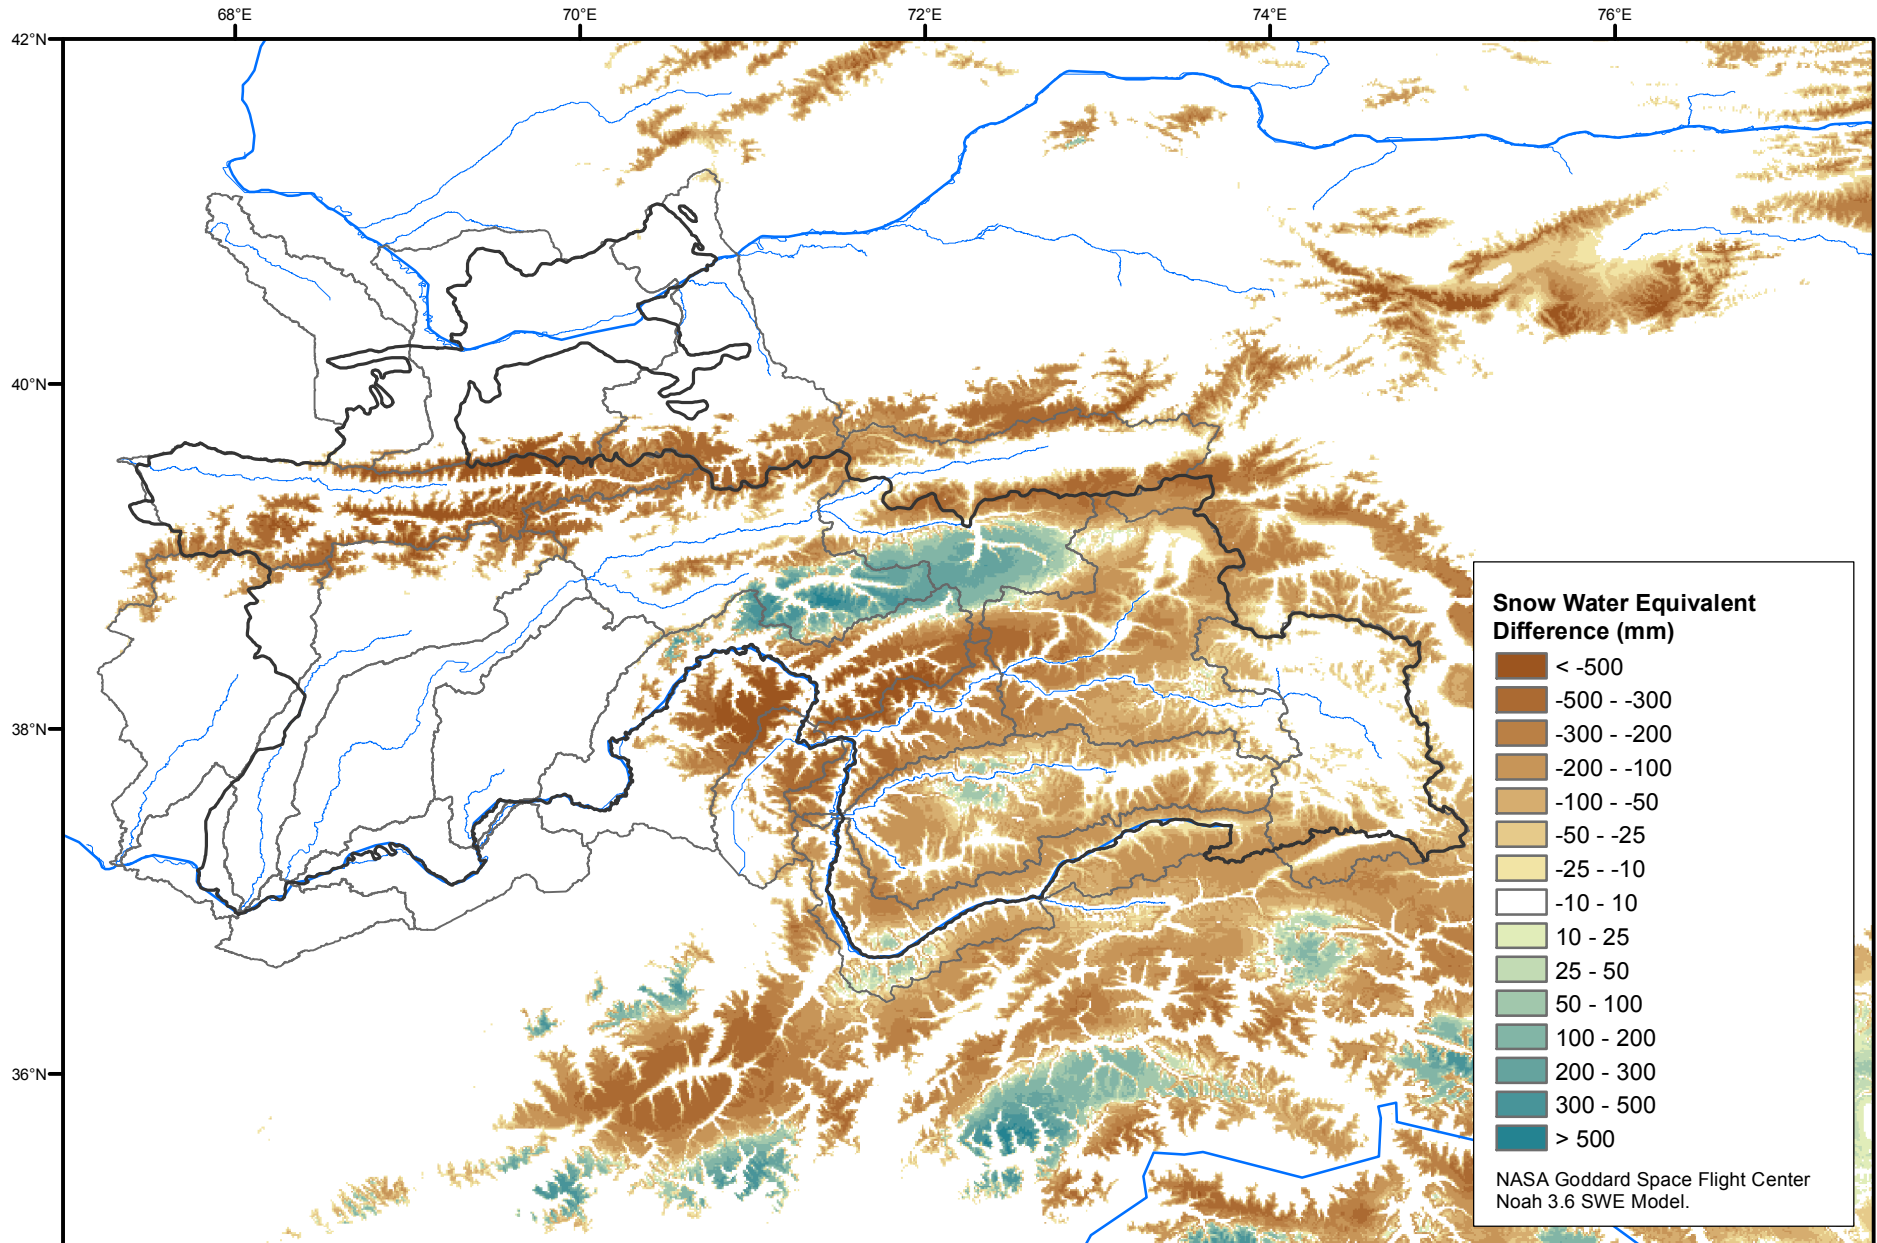 68°E 70°E 72°E 74°E 76°E
42°N
40°N
38°N
36°N
Snow Water Equivalent
Difference (mm)
< -500
-500 - -300
-300 - -200
-200 - -100
-100 - -50
-50 - -25
-25 - -10
-10 - 10
10 - 25
25 - 50
50 - 100
100 - 200
200 - 300
300 - 500
> 500
NASA Goddard Space Flight Center
Noah 3.6 SWE Model.